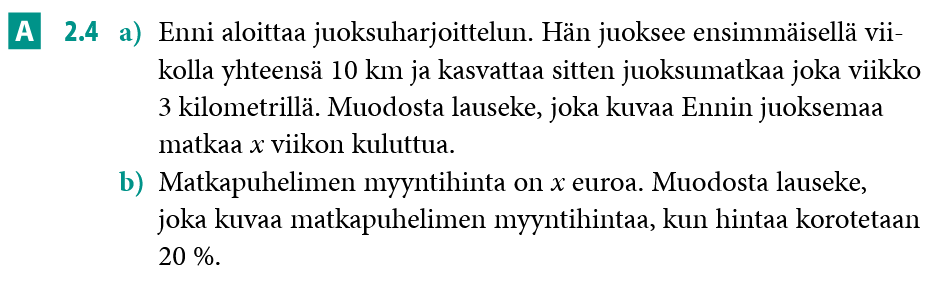 A 2.4 a) Enni aloittaa juoksuharjoittelun. Hän juoksee ensimmäisellä vii-
kolla yhteensä 10 km ja kasvattaa sitten juoksumatkaa joka viikko
3 kilometrillä. Muodosta lauseke, joka kuvaa Ennin juoksemaa
matkaa x viikon kuluttua.
b) Matkapuhelimen myyntihinta on x euroa. Muodosta lauseke,
joka kuvaa matkapuhelimen myyntihintaa, kun hintaa korotetaan
20 %.